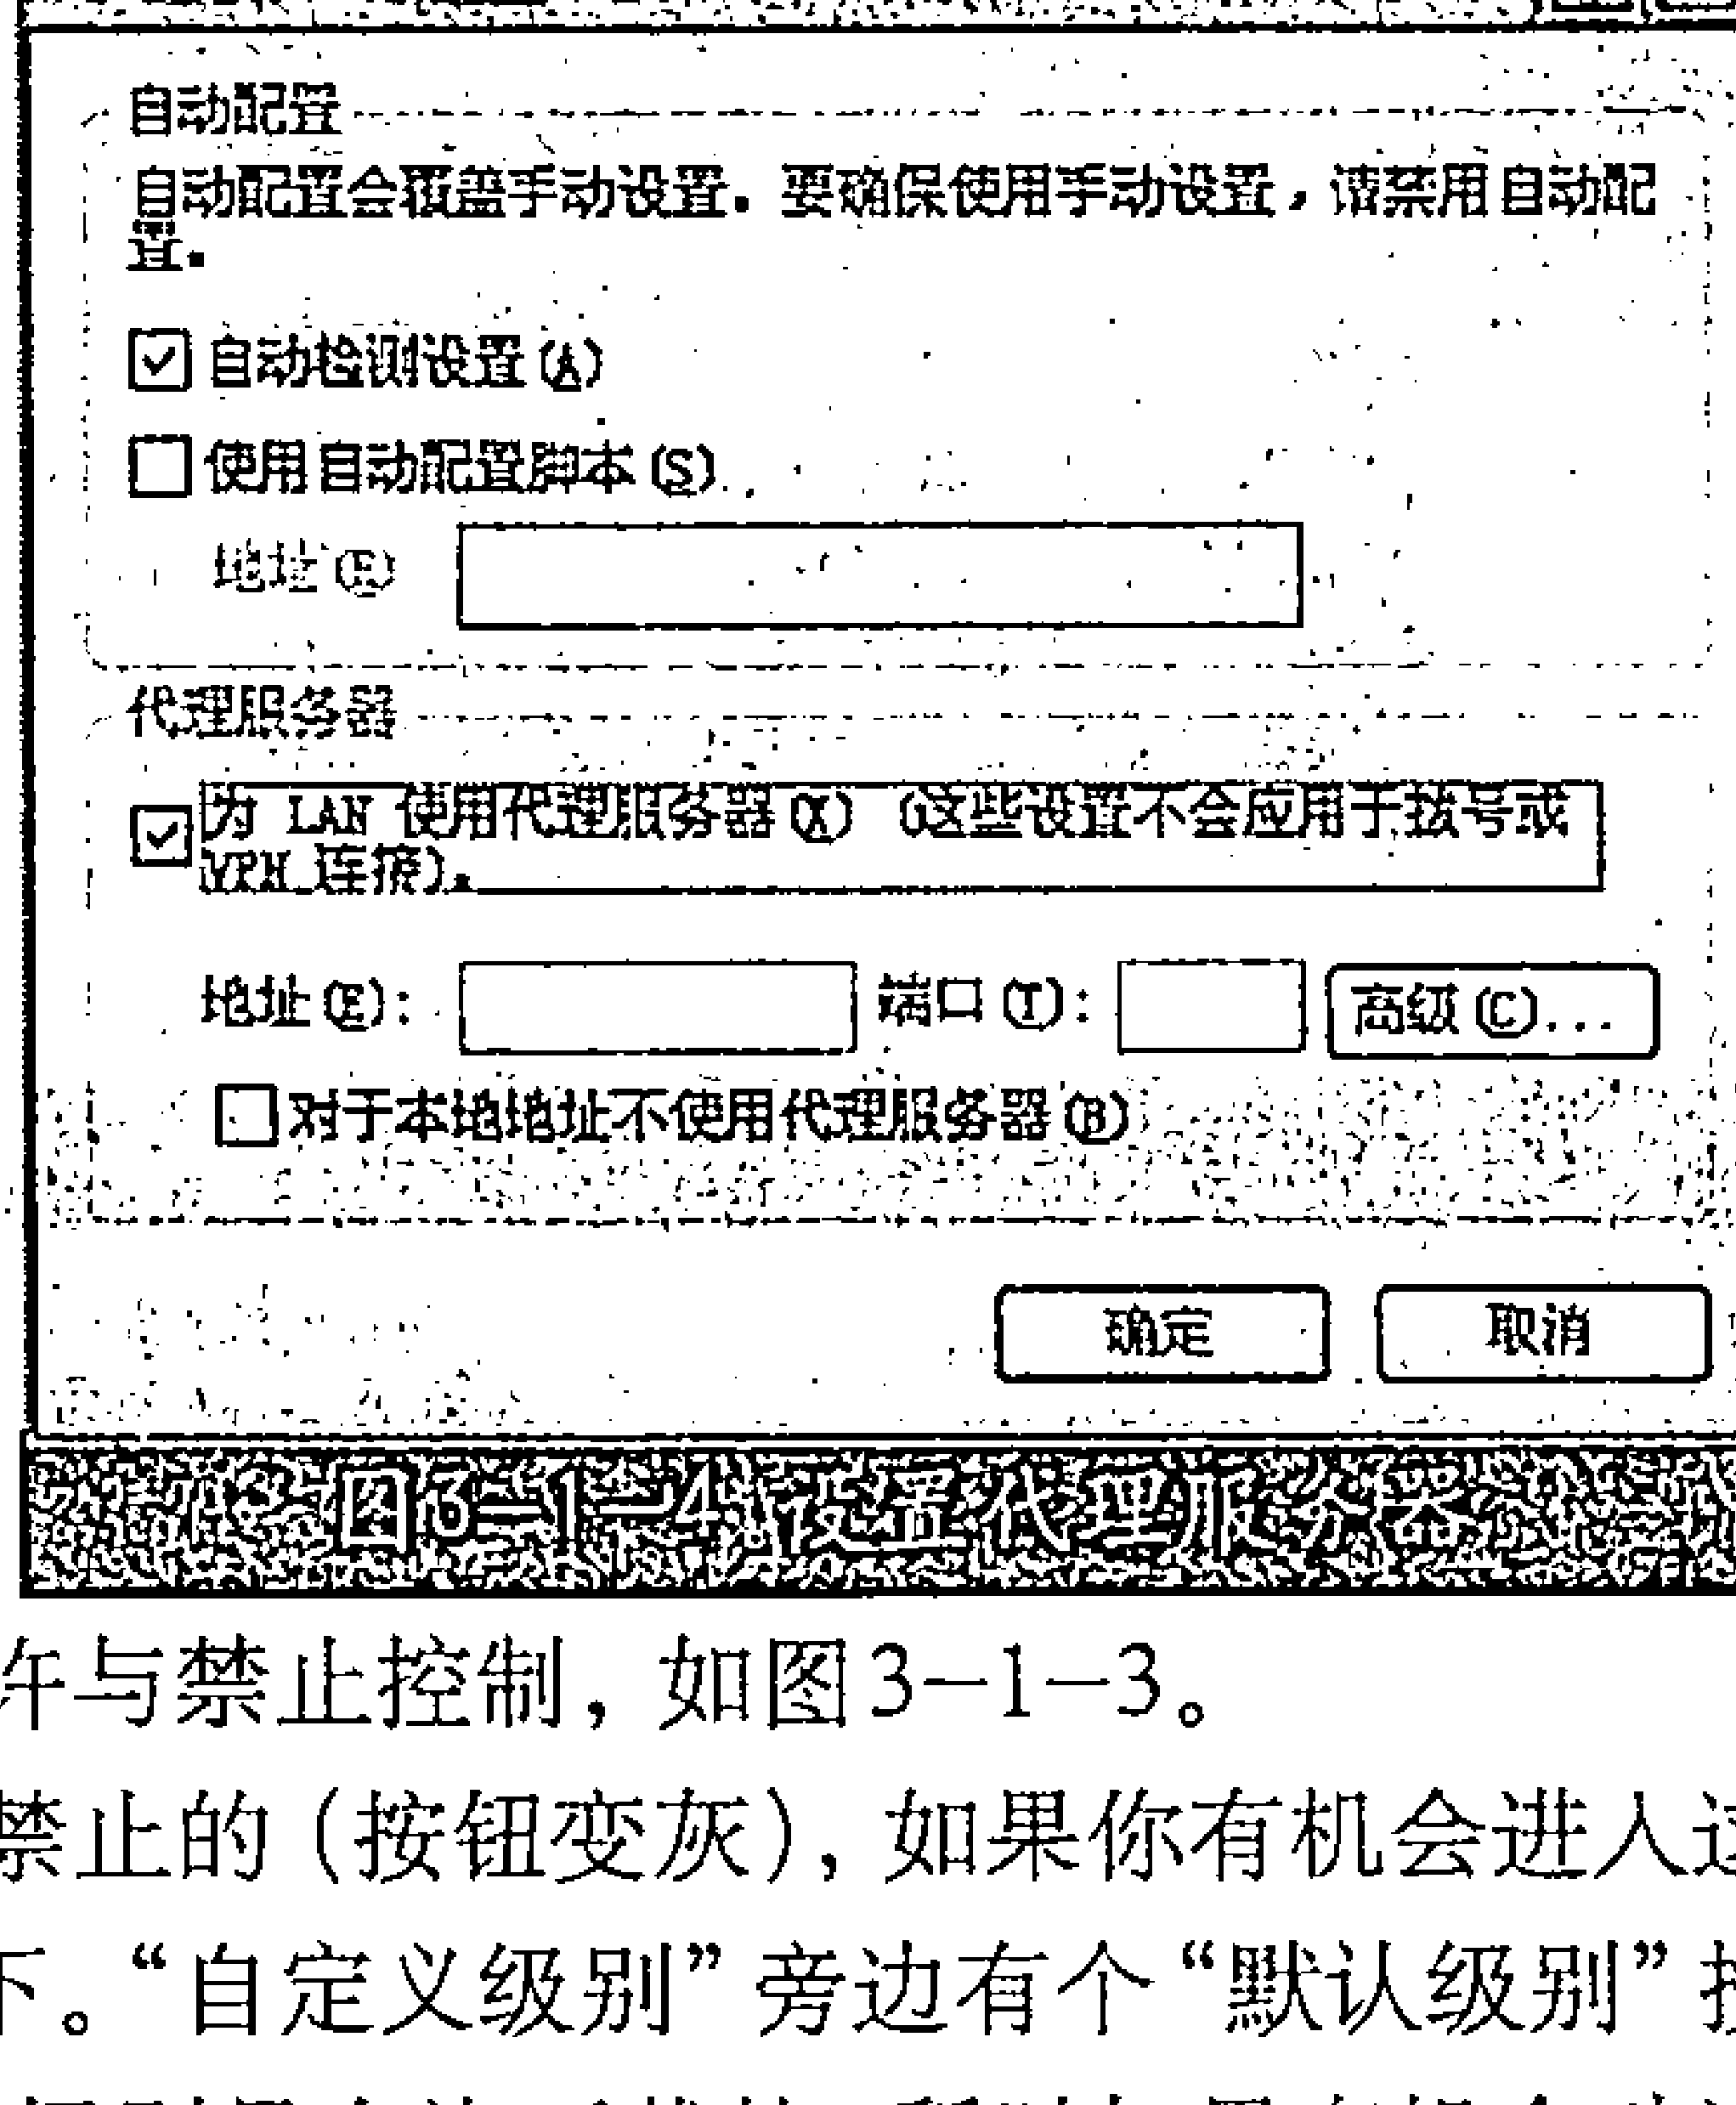 自动配置
自动配置会覆盖手动设置. 要确保使用手动设置，请禁用自动配
置.
自动检测设置(A)
使用自动配置脚本(S)
地址(R)
代理服务器
为 LAN 使用代理服务器(X) (这些设置不会应用于拨号或
VPN 连接).
地址(E): 端口(T): 高级(C)...
对于本地地址不使用代理服务器(B)
确定 取消
图3-1-4 设置代理服务器
许与禁止控制，如图3-1-3。
禁止的（按钮变灰），如果你有机会进入这
下。“自定义级别”旁边有个“默认级别”按